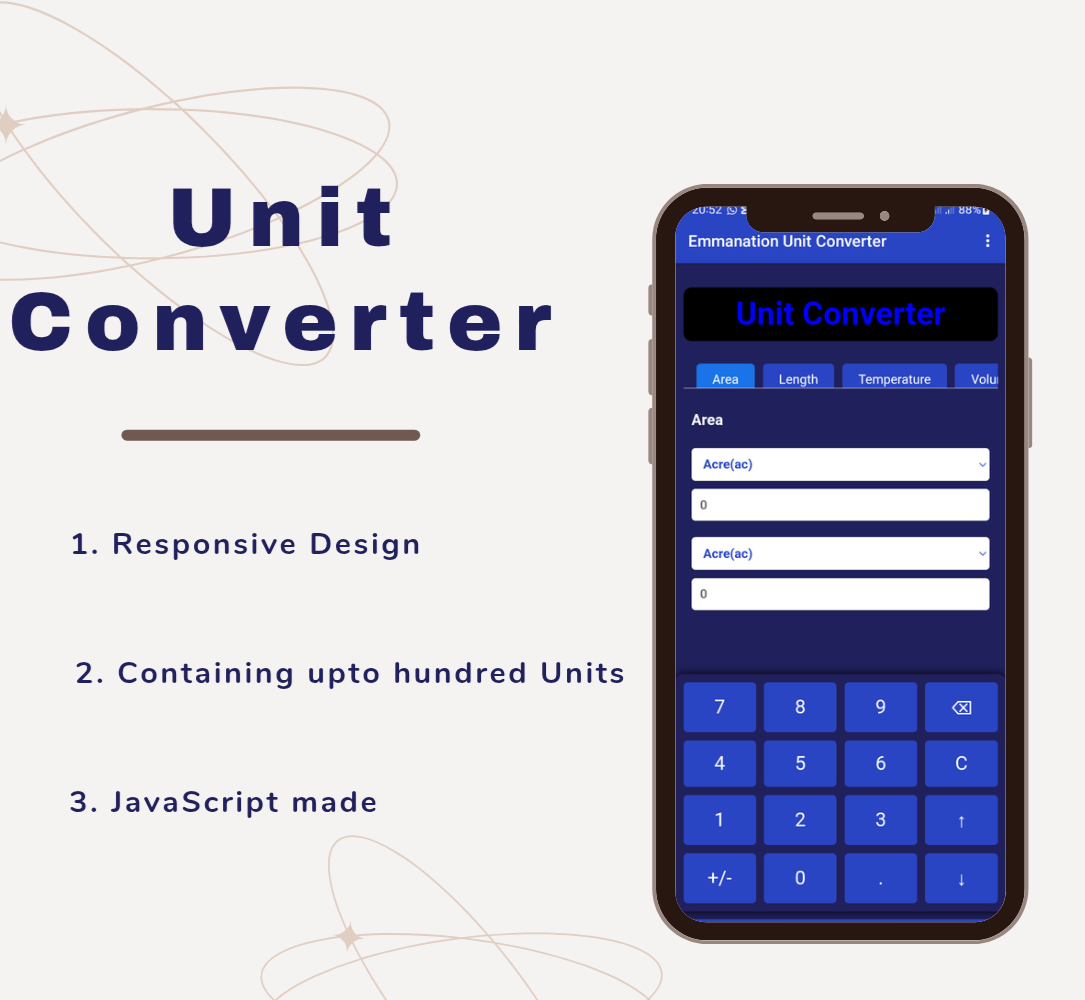 Unit
Converter
1. Responsive Design
2. Containing upto hundred Units
3. JavaScript made
20:52
88%
Emmanation Unit Converter
Unit Converter
Area Length Temperature Volu
Area
Acre(ac)
0
Acre(ac)
0
7 8 9
4 5 6 C
1 2 3 ↑
+/- 0 . ↓